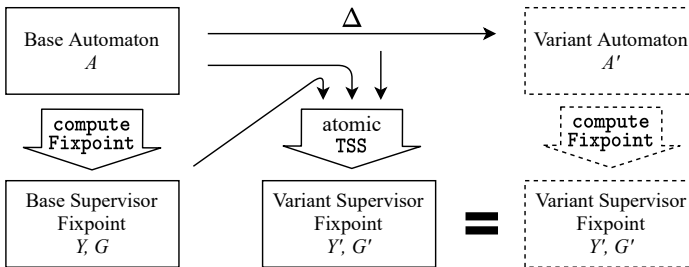 Δ
Base Automaton
A
Variant Automaton
A'
compute
Fixpoint
atomic
TSS
compute
Fixpoint
Base Supervisor
Fixpoint
Y, G
Variant Supervisor
Fixpoint
Y', G'
=
Variant Supervisor
Fixpoint
Y', G'